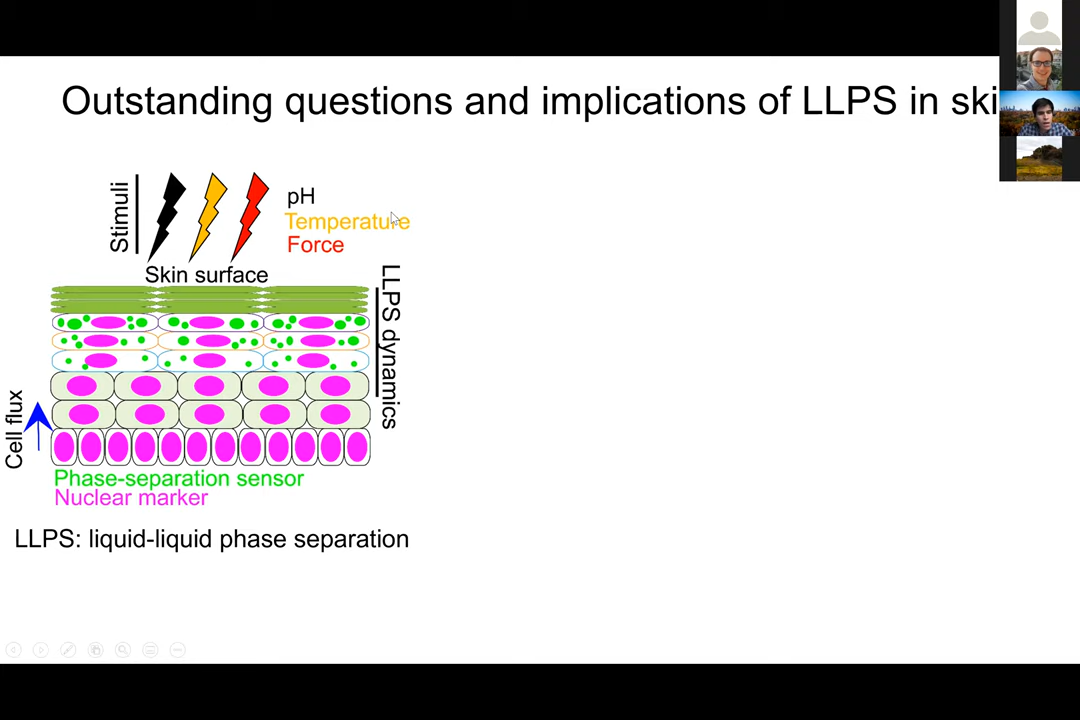 Outstanding questions and implications of LLPS in ski
Stimuli
pH
Temperature
Force
Skin surface
LLPS dynamics
Cell flux
Phase-separation sensor
Nuclear marker
LLPS: liquid-liquid phase separation